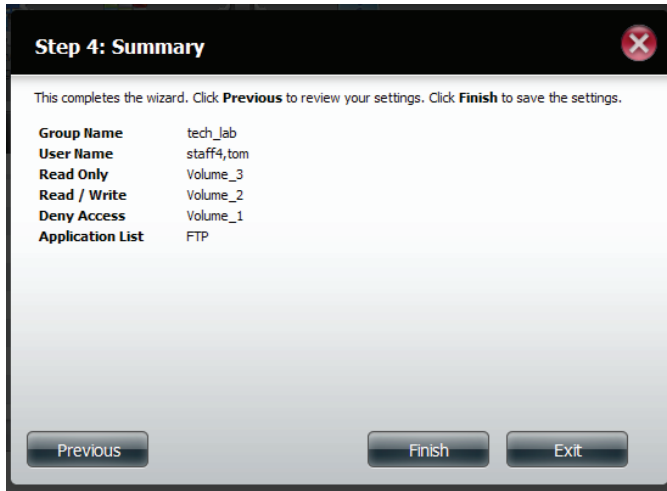 Step 4: Summary
This completes the wizard. Click Previous to review your settings. Click Finish to save the settings.
Group Name tech_lab
User Name staff4,tom
Read Only Volume_3
Read / Write Volume_2
Deny Access Volume_1
Application List FTP
Previous Finish Exit